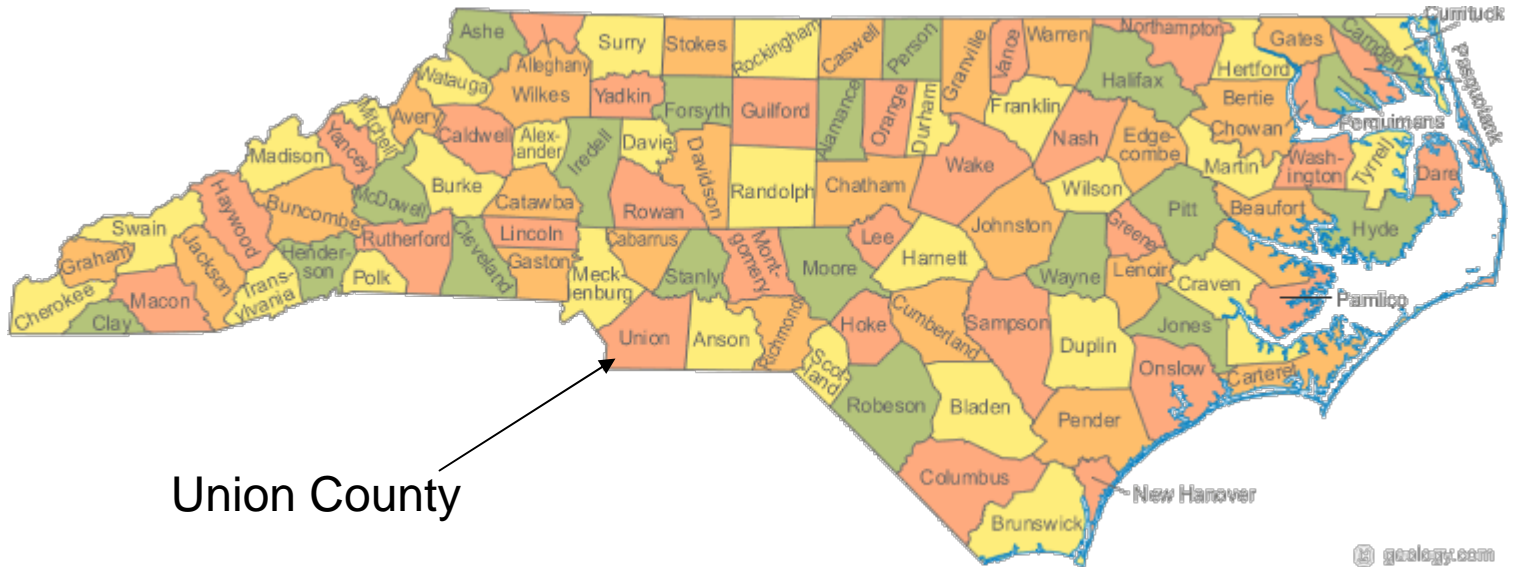 Currituck
Ashe
Alleghany
Surry
Stokes
Rockingham
Caswell
Person
Granville
Vance
Warren
Northampton
Gates
Camden
Pasquotank
Watauga
Wilkes
Yadkin
Forsyth
Guilford
Alamance
Orange
Durham
Franklin
Halifax
Hertford
Bertie
Perquimans
Mitchell
Avery
Caldwell
Alex-
ander
Iredell
Davie
Davidson
Randolph
Chatham
Wake
Nash
Edge-
combe
Chowan
Martin
Wash-
ington
Tyrrell
Dare
Madison
Yancey
McDowell
Burke
Catawba
Rowan
Wilson
Johnston
Greene
Pitt
Beaufort
Hyde
Haywood
Buncombe
Swain
Graham
Jackson
Hender-
son
Rutherford
Cleveland
Lincoln
Gaston
Cabarrus
Stanly
Mont-
gomery
Moore
Lee
Harnett
Wayne
Lenoir
Craven
Pamlico
Cherokee
Clay
Macon
Trans-
ylvania
Polk
Meck-
lenburg
Union
Anson
Richmond
Scot-
land
Hoke
Cumberland
Sampson
Duplin
Jones
Onslow
Carteret
Robeson
Bladen
Pender
Columbus
New Hanover
Brunswick
Union County
geology.com